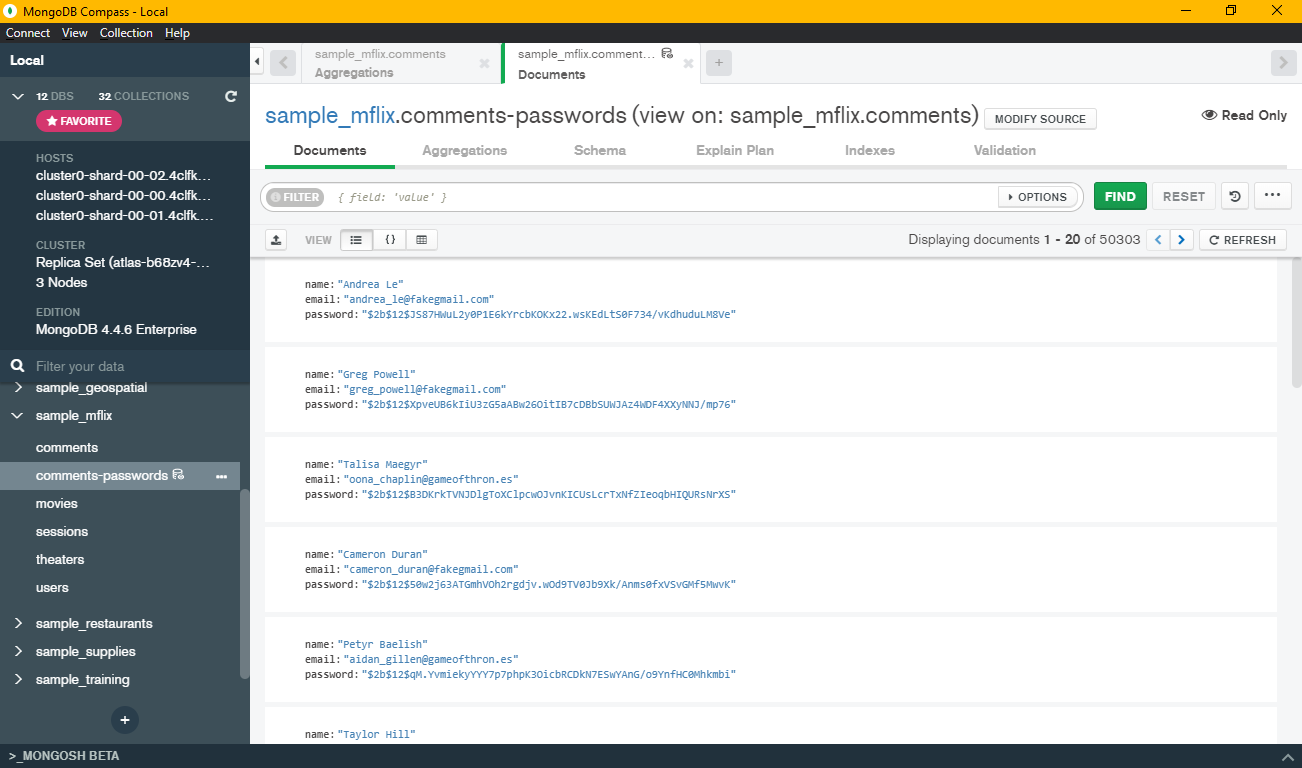 MongoDB Compass - Local
Connect View Collection Help
Local
12 DBS 32 COLLECTIONS
FAVORITE
HOSTS
cluster0-shard-00-02.4clfk...
cluster0-shard-00-00.4clfk...
cluster0-shard-00-01.4clfk....
CLUSTER
Replica Set (atlas-b68zv4-...
3 Nodes
EDITION
MongoDB 4.4.6 Enterprise
Filter your data
sample_geospatial
sample_mflix
comments
comments-passwords
movies
sessions
theaters
users
sample_restaurants
sample_supplies
sample_training
>_MONGOSH BETA
sample_mflix.comments
Aggregations
sample_mflix.comment...
Documents
sample_mflix.comments-passwords (view on: sample_mflix.comments) MODIFY SOURCE
Read Only
Documents Aggregations Schema Explain Plan Indexes Validation
FILTER { field: 'value' } OPTIONS FIND RESET
VIEW Displaying documents 1 - 20 of 50303 REFRESH
name: "Andrea Le"
email: "andrea_le@fakegmail.com"
password: "$2b$12$JS87HWuL2y0P1E6kYrcbKOKx22.wsKEdLtS0F734/vKdhuduLM8Ve"
name: "Greg Powell"
email: "greg_powell@fakegmail.com"
password: "$2b$12$XpveUB6kIiU3zG5aABw26OitIB7cDBbSUWJAz4WDF4XXyNNJ/mp76"
name: "Talisa Maegyr"
email: "oona_chaplin@gameofthron.es"
password: "$2b$12$B3DKrkTVNJDlgToXClpcwOJvnKICUsLcrTxNfZIeoqbHIQURsNrXS"
name: "Cameron Duran"
email: "cameron_duran@fakegmail.com"
password: "$2b$12$50w2j63ATGmhVOh2rgdjv.wOd9TV0Jb9Xk/Anms0fxVSvGMf5MwvK"
name: "Petyr Baelish"
email: "aidan_gillen@gameofthron.es"
password: "$2b$12$qM.YvmiekyYYY7p7phpK3OicbRCDkN7ESwYAnG/o9YnfHC0Mhkmbi"
name: "Taylor Hill"